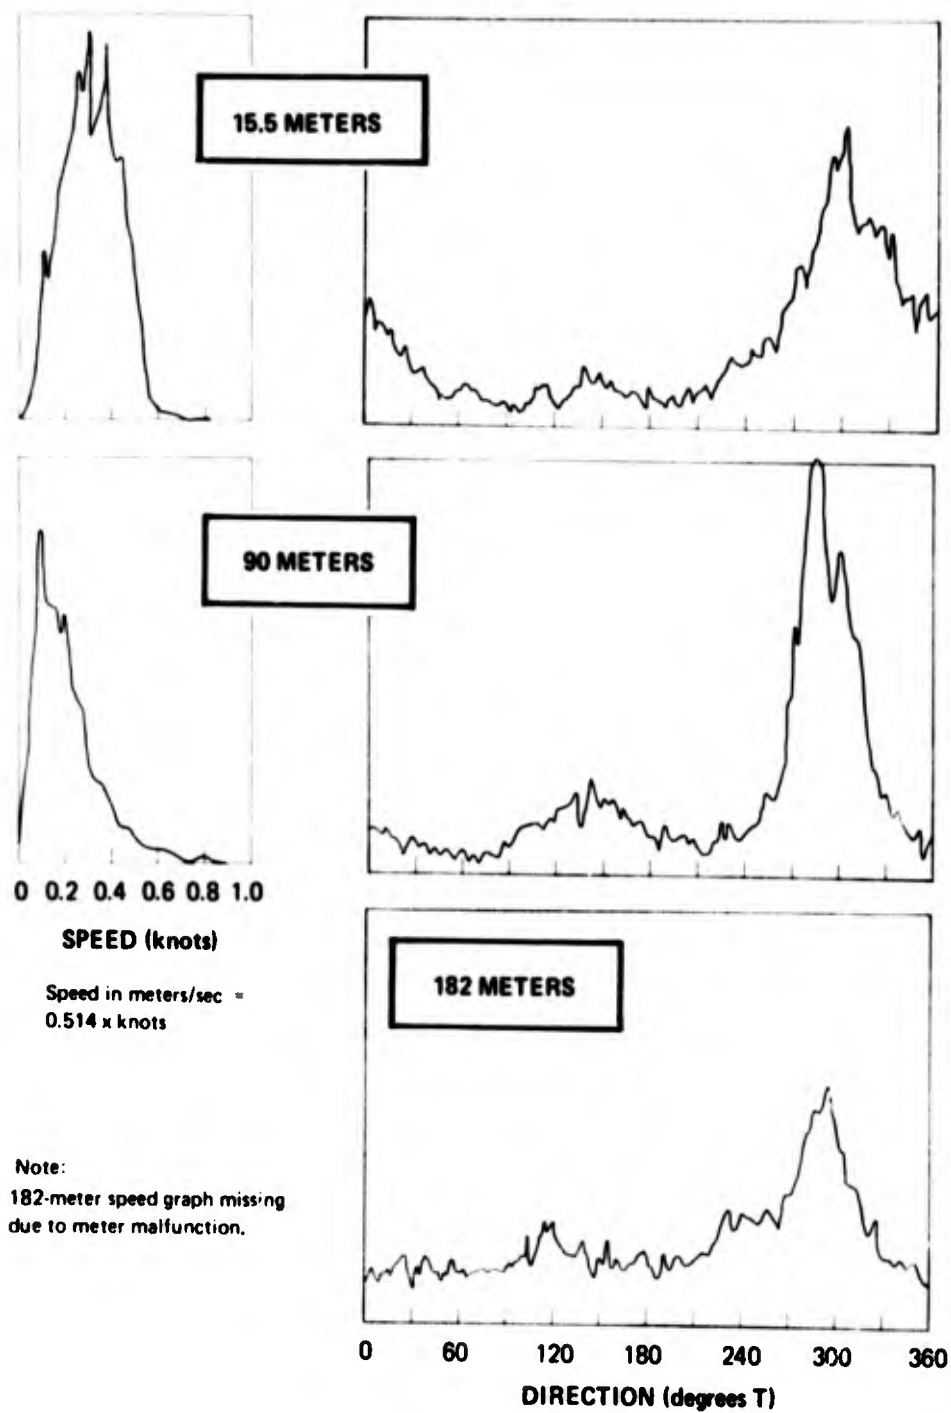 15.5 METERS
90 METERS
0 0.2 0.4 0.6 0.8 1.0
SPEED (knots)
Speed in meters/sec =
0.514 x knots
182 METERS
Note:
182-meter speed graph missing
due to meter malfunction.
0 60 120 180 240 300 360
DIRECTION (degrees T)